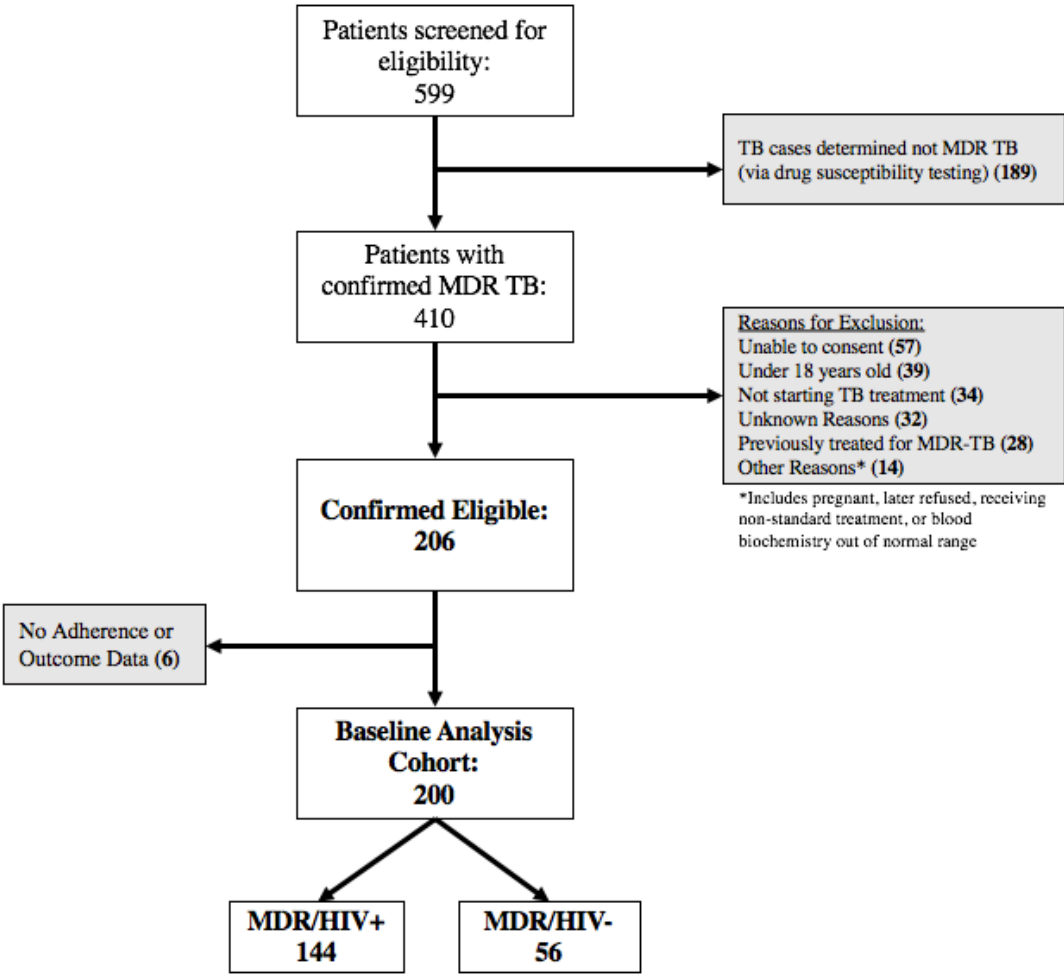 Patients screened for
eligibility:
599
TB cases determined not MDR TB
(via drug susceptibility testing) (189)
Patients with
confirmed MDR TB:
410
Reasons for Exclusion:
Unable to consent (57)
Under 18 years old (39)
Not starting TB treatment (34)
Unknown Reasons (32)
Previously treated for MDR-TB (28)
Other Reasons* (14)
*Includes pregnant, later refused, receiving
non-standard treatment, or blood
biochemistry out of normal range
Confirmed Eligible:
206
No Adherence or
Outcome Data (6)
Baseline Analysis
Cohort:
200
MDR/HIV+
144
MDR/HIV-
56